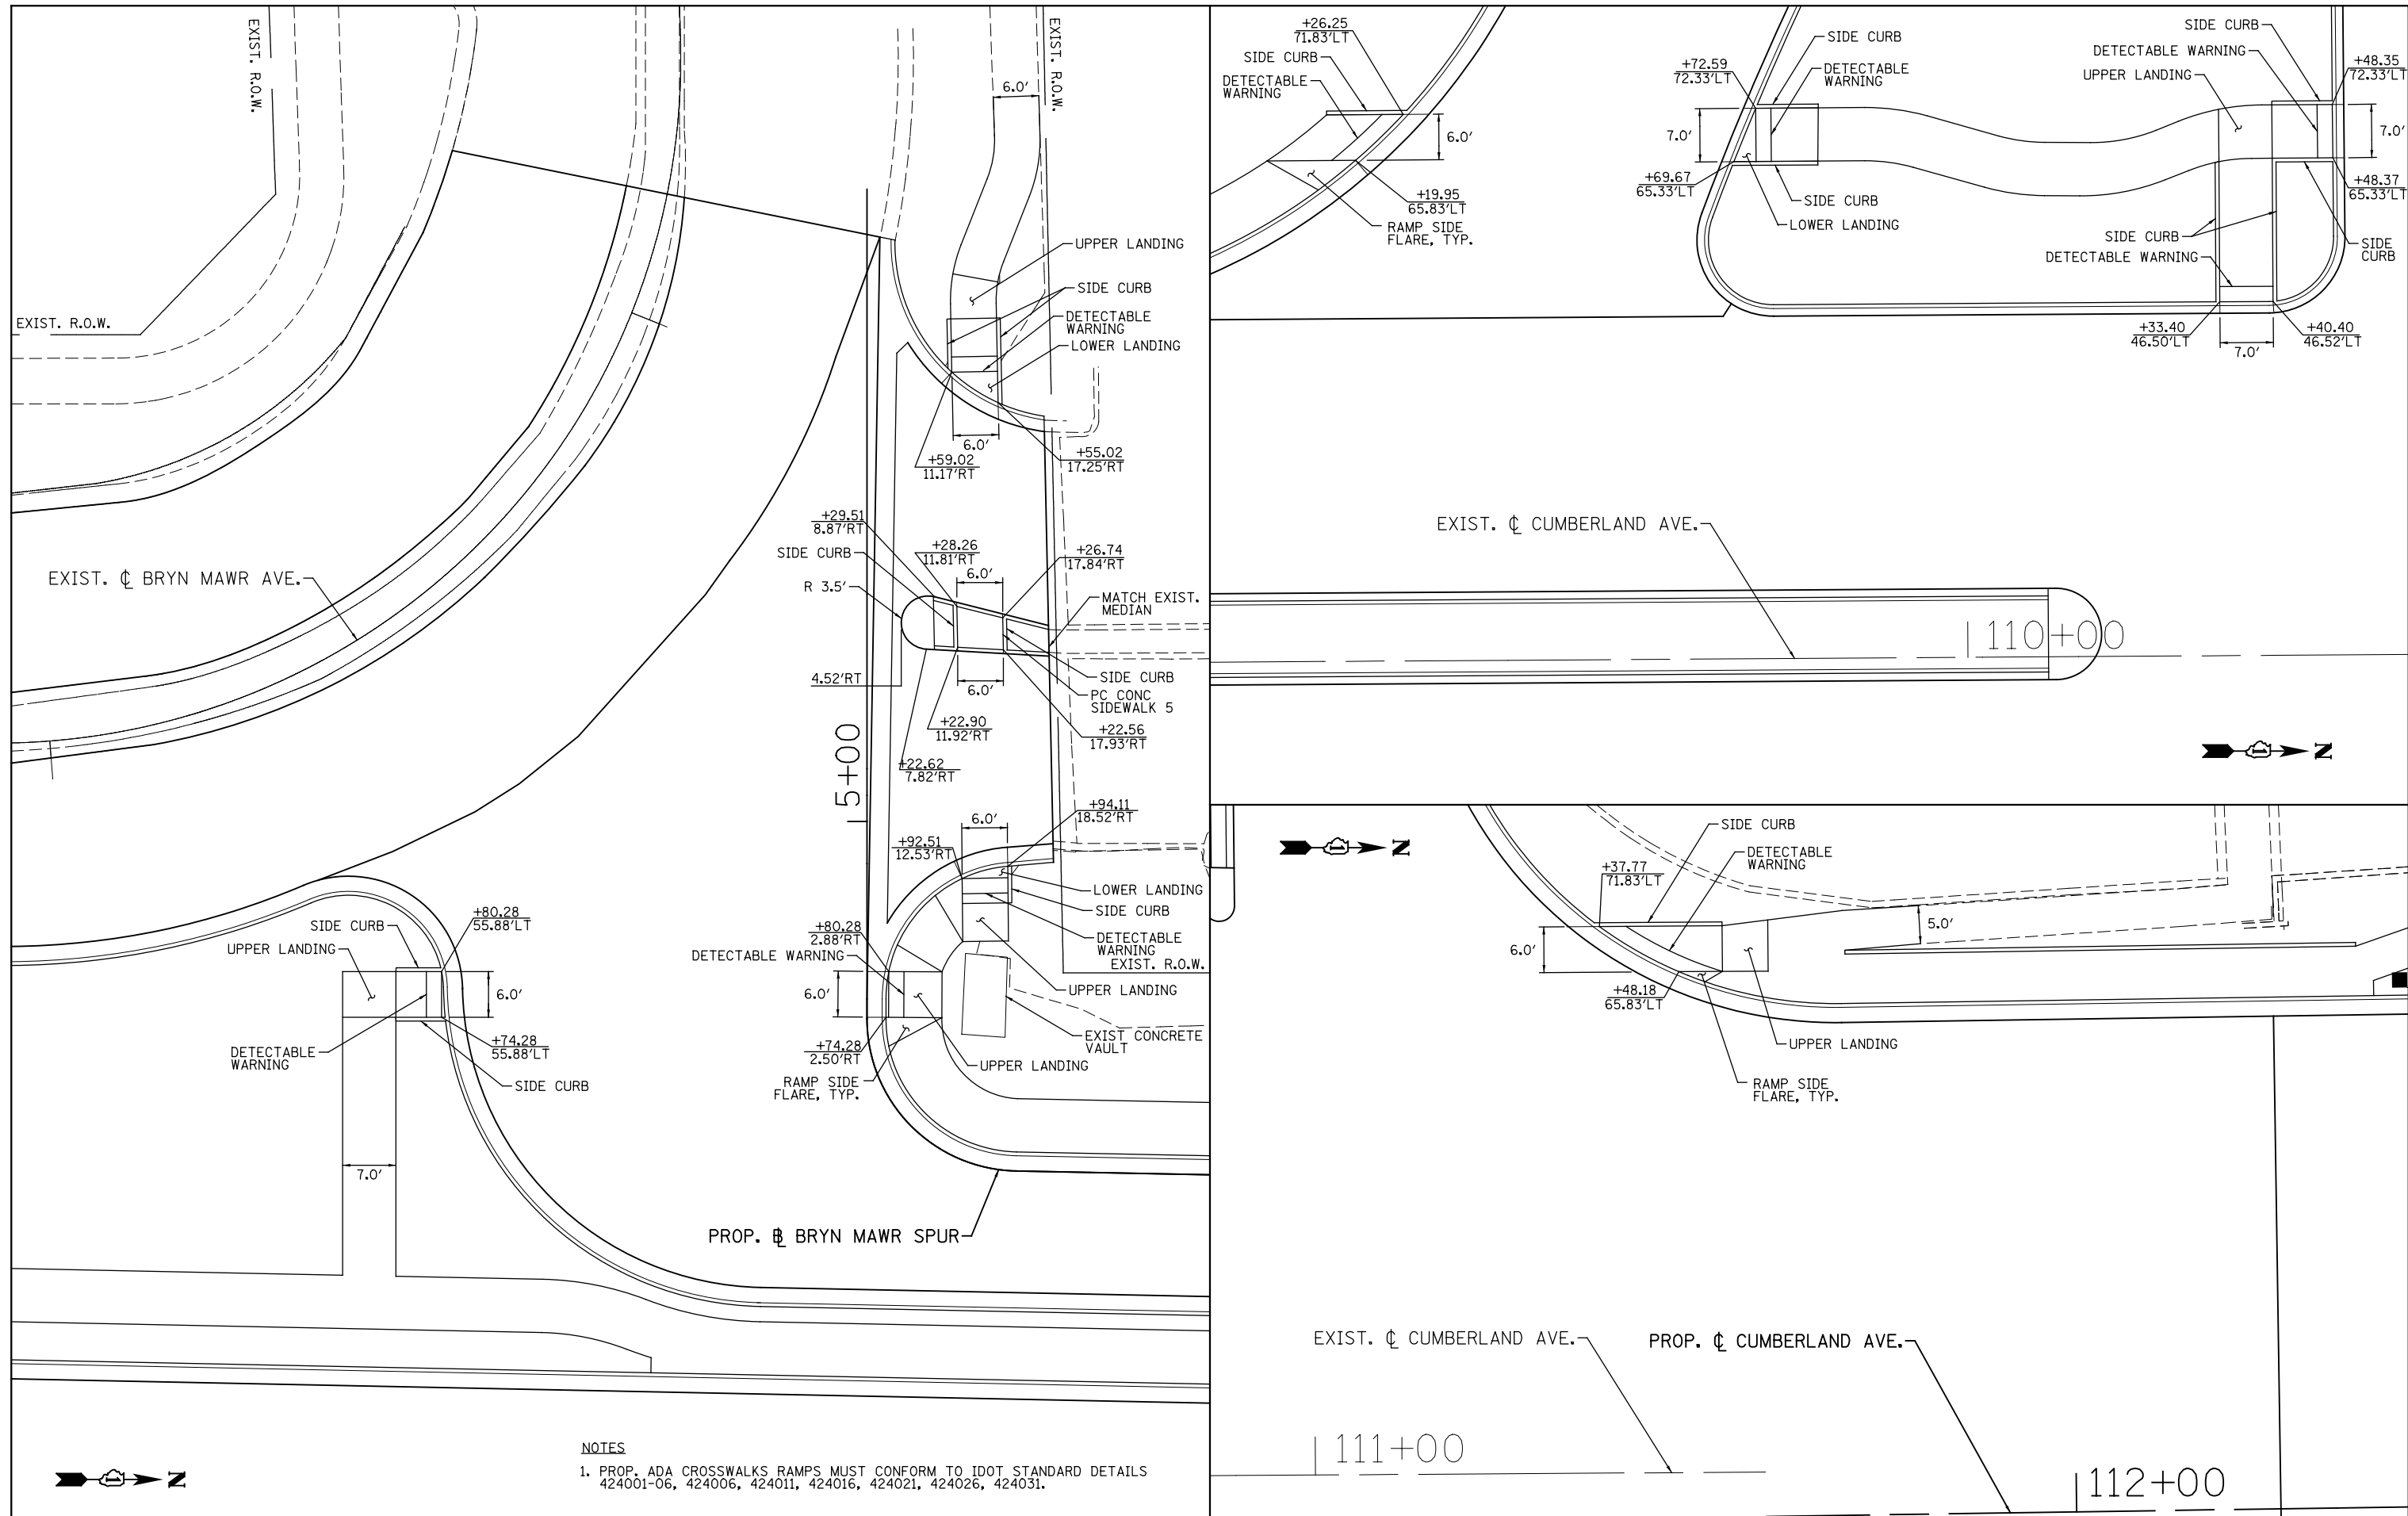 EXIST. R.O.W.
EXIST. R.O.W.
EXIST. R.O.W.
6.0'
UPPER LANDING
SIDE CURB
DETECTABLE
WARNING
LOWER LANDING
6.0'
+59.02
11.17'RT
+55.02
17.25'RT
+29.51
8.87'RT
SIDE CURB
+28.26
11.81'RT
6.0'
+26.74
17.84'RT
EXIST. ℄ BRYN MAWR AVE.
R 3.5'
MATCH EXIST.
MEDIAN
4.52'RT
6.0'
SIDE CURB
PC CONC
SIDEWALK 5
+22.90
11.92'RT
+22.56
17.93'RT
+22.62
7.82'RT
15+00
+94.11
18.52'RT
6.0'
+92.51
12.53'RT
LOWER LANDING
SIDE CURB
DETECTABLE
WARNING
EXIST. R.O.W.
+80.28
55.88'LT
SIDE CURB
UPPER LANDING
+80.28
2.88'RT
DETECTABLE WARNING
6.0'
6.0'
UPPER LANDING
+74.28
55.88'LT
DETECTABLE
WARNING
SIDE CURB
+74.28
2.50'RT
EXIST CONCRETE
VAULT
UPPER LANDING
RAMP SIDE
FLARE, TYP.
7.0'
PROP. B̲L̲ BRYN MAWR SPUR
NOTES
1. PROP. ADA CROSSWALKS RAMPS MUST CONFORM TO IDOT STANDARD DETAILS
424001-06, 424006, 424011, 424016, 424021, 424026, 424031.
N
+26.25
71.83'LT
SIDE CURB
DETECTABLE
WARNING
6.0'
+19.95
65.83'LT
RAMP SIDE
FLARE, TYP.
SIDE CURB
+72.59
72.33'LT
DETECTABLE
WARNING
7.0'
+69.67
65.33'LT
SIDE CURB
LOWER LANDING
SIDE CURB
DETECTABLE WARNING
UPPER LANDING
+48.35
72.33'LT
7.0'
+48.37
65.33'LT
SIDE CURB
DETECTABLE WARNING
SIDE
CURB
+33.40
46.50'LT
7.0'
+40.40
46.52'LT
EXIST. ℄ CUMBERLAND AVE.
110+00
N
N
SIDE CURB
DETECTABLE
WARNING
+37.77
71.83'LT
6.0'
5.0'
+48.18
65.83'LT
UPPER LANDING
RAMP SIDE
FLARE, TYP.
EXIST. ℄ CUMBERLAND AVE.
PROP. ℄ CUMBERLAND AVE.
111+00
112+00